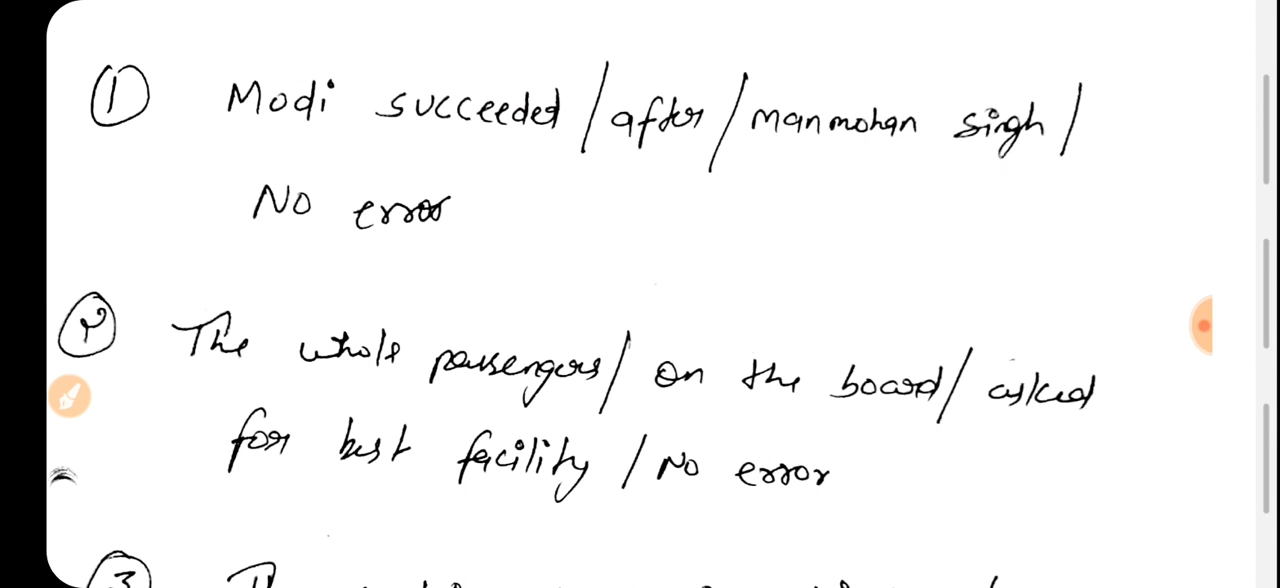 ① Modi succeeded / after / manmohan singh /
No error
② The whole passengers / on the board / asked
for best facility / No error
③